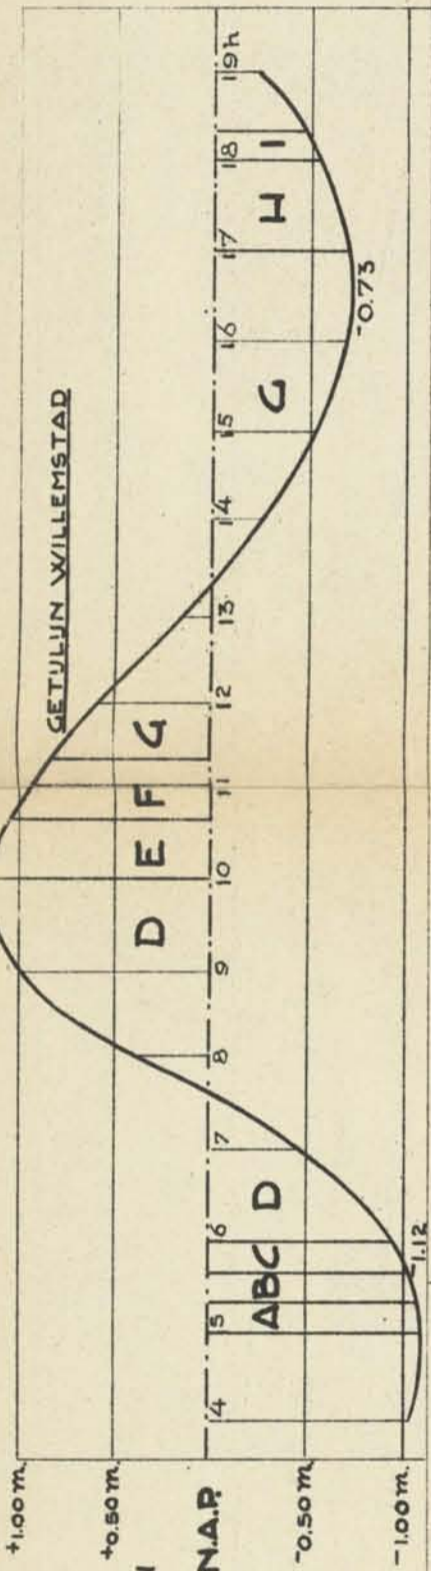 GETIJLIJN WILLEMSTAD
+1.00 m.
+0.50 m.
N.A.P.
-0.50 m.
-1.00 m.
4 5 6 7 8 9 10 11 12 13 14 15 16 17 18 19h
A B C D
D E F G
G H I
-1.12
-0.73